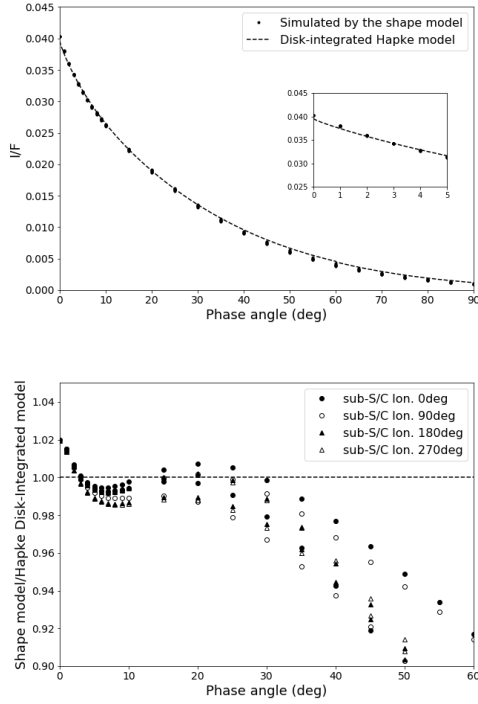 0.040
0.035
0.030
0.025
0.020
0.015
0.010
0.005
0.000
I/F
Simulated by the shape model
Disk-integrated Hapke model
0.045
0.040
0.035
0.030
0.025
0 1 2 3 4 5
0 10 20 30 40 50 60 70 80 90
Phase angle (deg)
1.04
1.02
1.00
0.98
0.96
0.94
0.92
0.90
Shape model/Hapke Disk-Integrated model
sub-S/C lon. 0deg
sub-S/C lon. 90deg
sub-S/C lon. 180deg
sub-S/C lon. 270deg
0 10 20 30 40 50 60
Phase angle (deg)